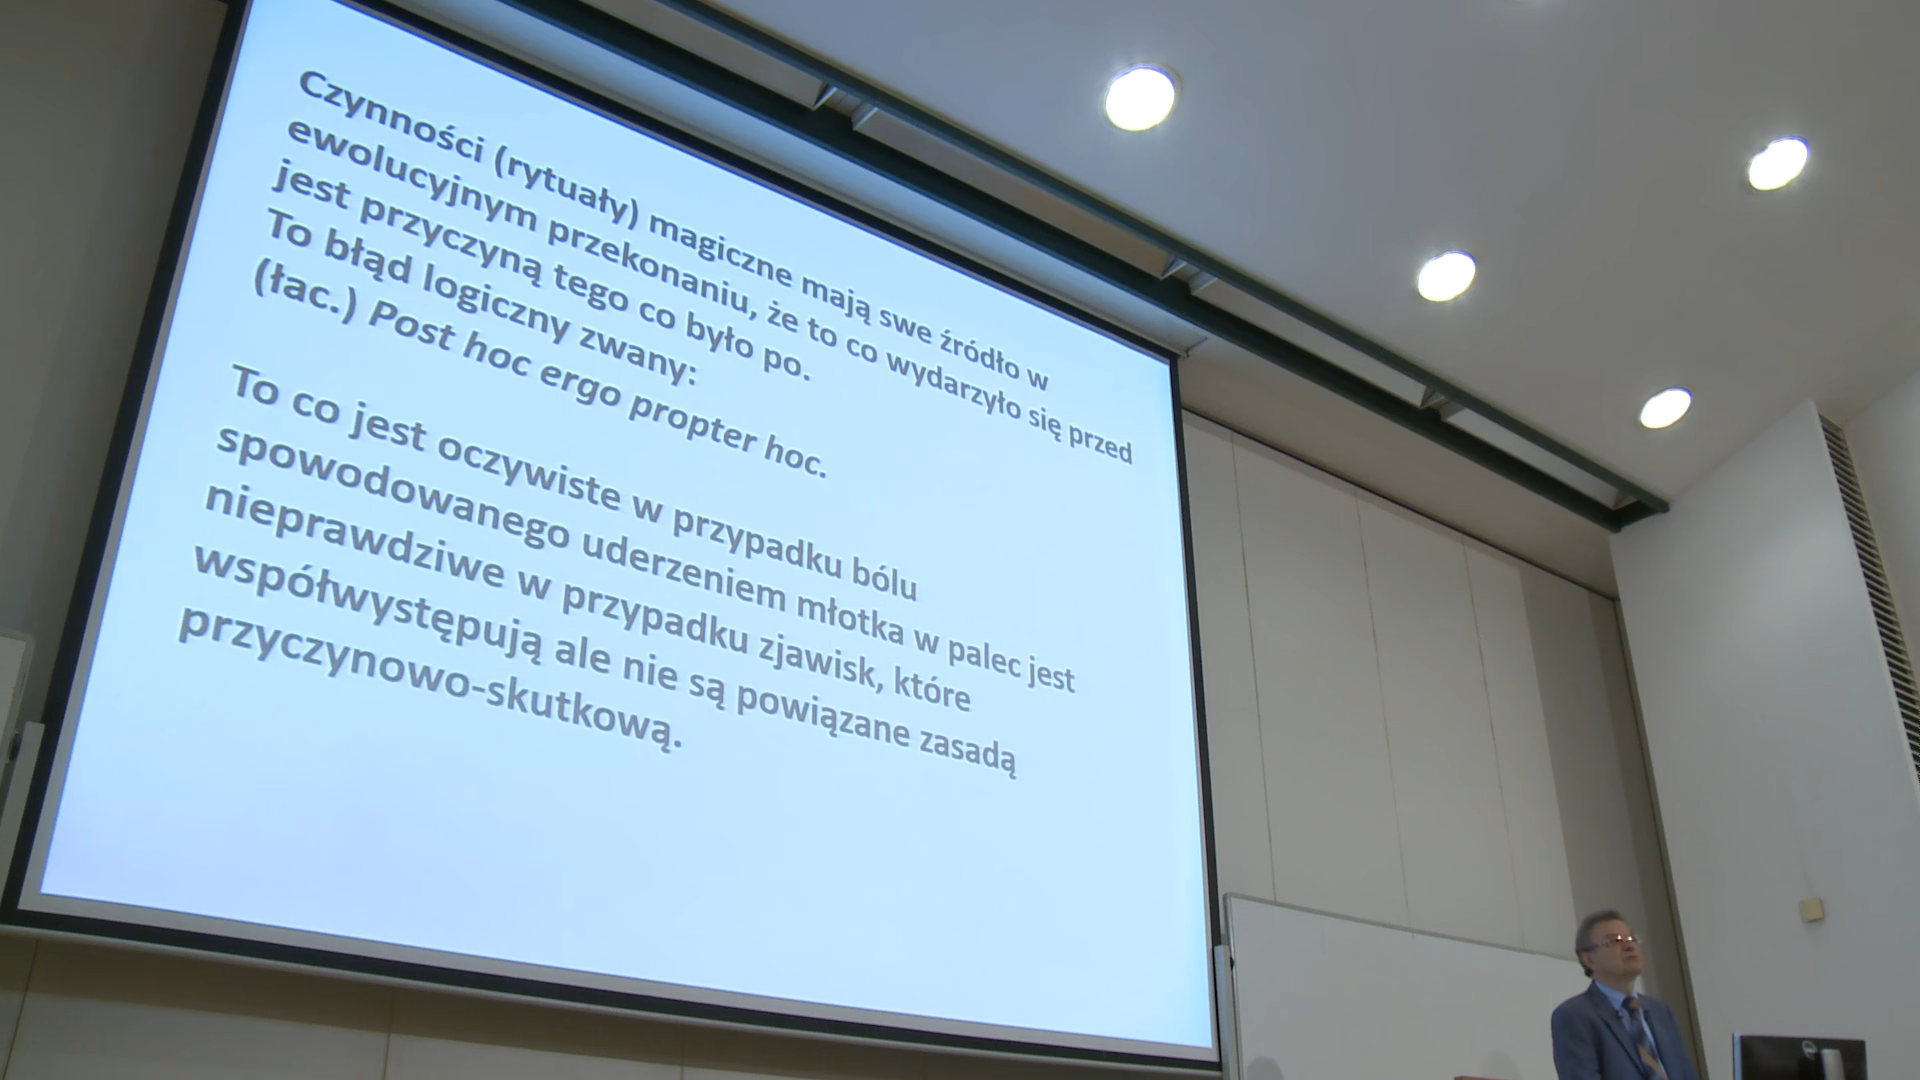 Czynności (rytuały) magiczne mają swe źródło w
ewolucyjnym przekonaniu, że to co wydarzyło się przed
jest przyczyną tego co było po.
To błąd logiczny zwany:
(łac.) Post hoc ergo propter hoc.
To co jest oczywiste w przypadku bólu
spowodowanego uderzeniem młotka w palec jest
nieprawdziwe w przypadku zjawisk, które
współwystępują ale nie są powiązane zasadą
przyczynowo-skutkową.